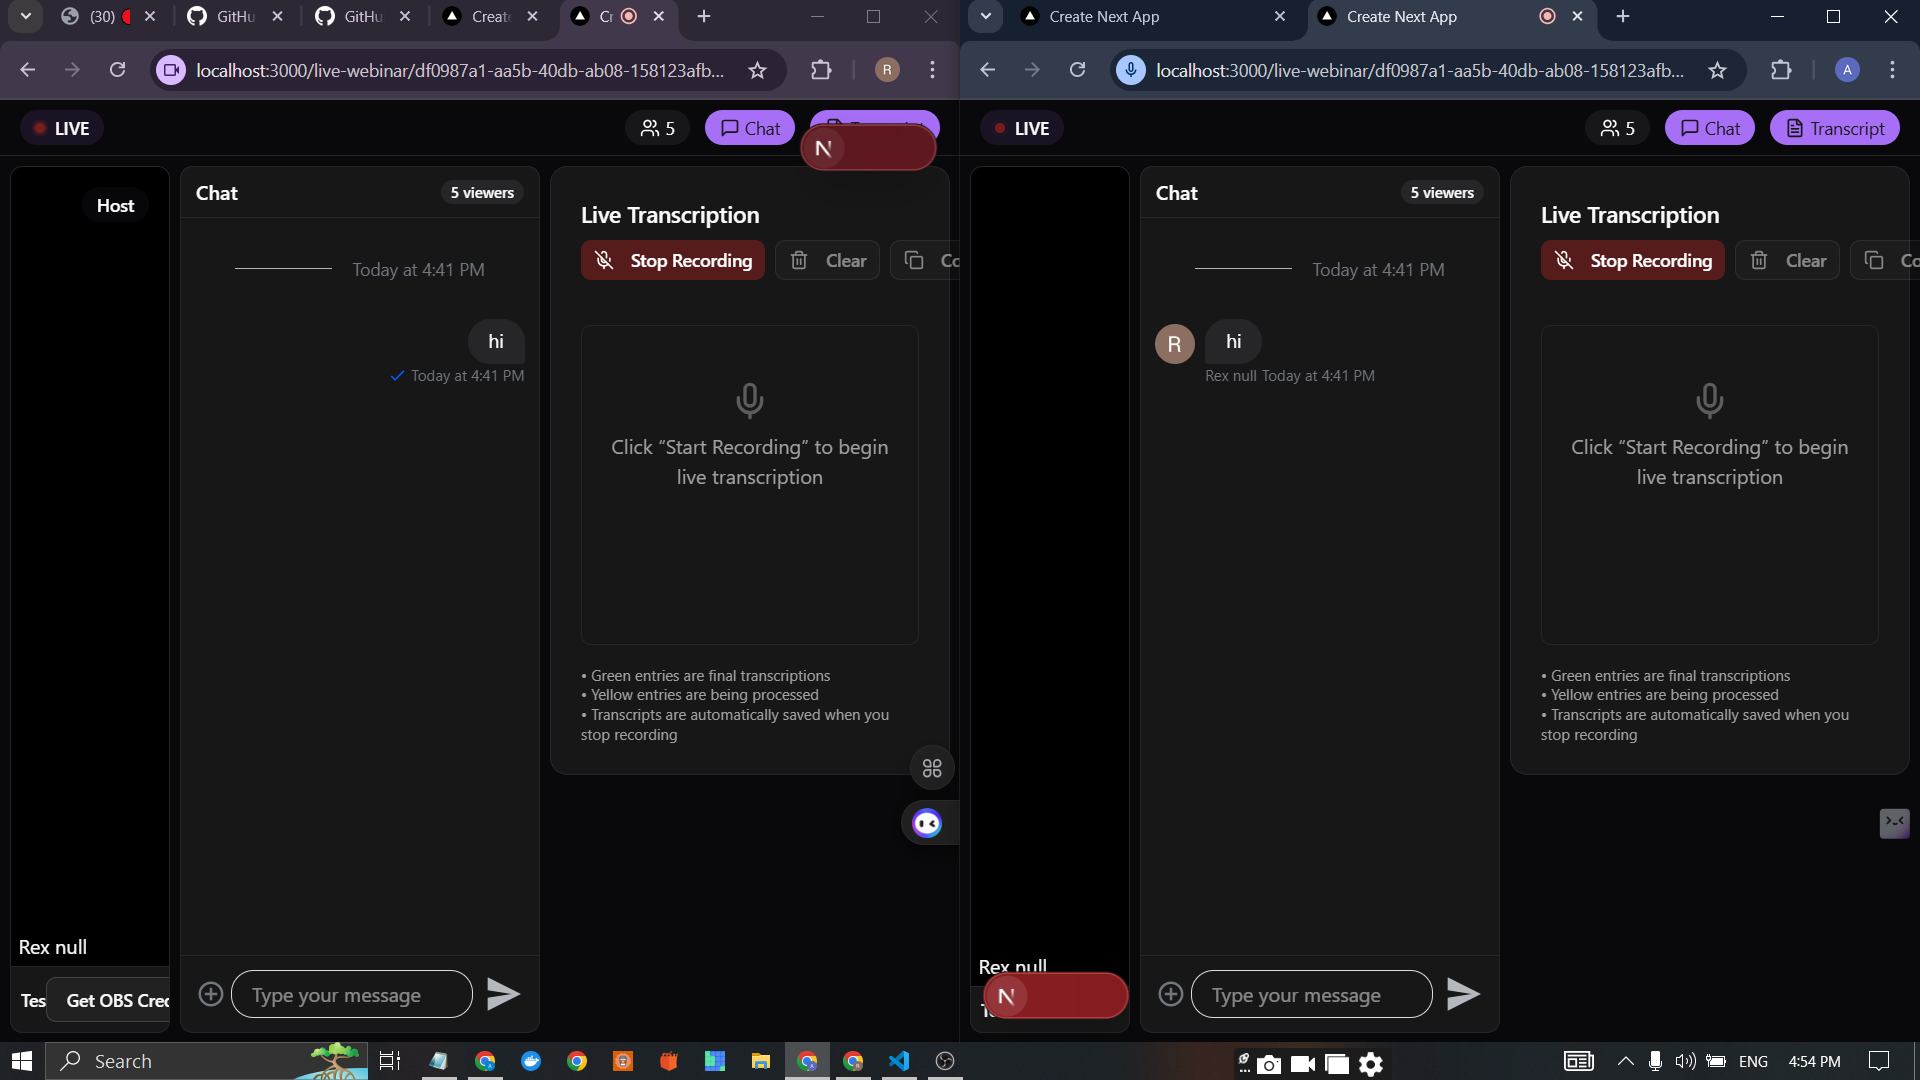 (30)
GitHu
GitHu
Create
Cr
Create Next App
Create Next App
localhost:3000/live-webinar/df0987a1-aa5b-40db-ab08-158123afb...
R
localhost:3000/live-webinar/df0987a1-aa5b-40db-ab08-158123afb...
A
LIVE
5
Chat
N
LIVE
5
Chat
Transcript
Host
Chat
5 viewers
Today at 4:41 PM
hi
Today at 4:41 PM
Live Transcription
Stop Recording
Clear
Co
Click “Start Recording” to begin
live transcription
• Green entries are final transcriptions
• Yellow entries are being processed
• Transcripts are automatically saved when you
stop recording
Rex null
Tes
Get OBS Cred
Type your message
Chat
5 viewers
Today at 4:41 PM
R
hi
Rex null Today at 4:41 PM
Live Transcription
Stop Recording
Clear
Co
Click “Start Recording” to begin
live transcription
• Green entries are final transcriptions
• Yellow entries are being processed
• Transcripts are automatically saved when you
stop recording
Rex null
N
Type your message
Search
ENG
4:54 PM